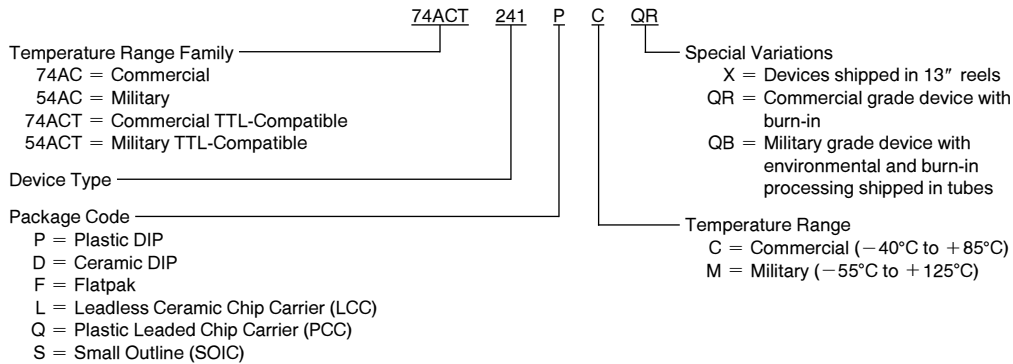 74ACT 241 P C QR
Temperature Range Family
74AC = Commercial
54AC = Military
74ACT = Commercial TTL-Compatible
54ACT = Military TTL-Compatible
Device Type
Package Code
P = Plastic DIP
D = Ceramic DIP
F = Flatpak
L = Leadless Ceramic Chip Carrier (LCC)
Q = Plastic Leaded Chip Carrier (PCC)
S = Small Outline (SOIC)
Special Variations
X = Devices shipped in 13″ reels
QR = Commercial grade device with
burn-in
QB = Military grade device with
environmental and burn-in
processing shipped in tubes
Temperature Range
C = Commercial (−40°C to +85°C)
M = Military (−55°C to +125°C)